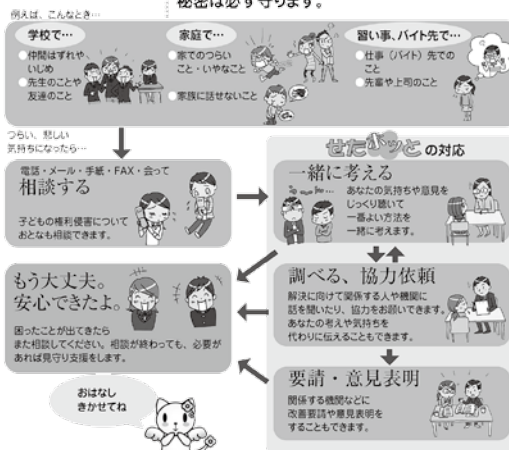 秘密は必ず守ります。
例えば、こんなとき…
学校で…
●仲間はずれや、
いじめ
●先生のことや
友達のこと
家庭で…
●家でのつらい
こと・いやなこと
●家族に話せないこと
習い事、バイト先で…
●仕事（バイト）先での
こと
●先輩や上司のこと
つらい、悲しい
気持ちになったら…
電話・メール・手紙・FAX・会って
相談する
子どもの権利侵害について
おとなも相談できます。
せたホッと の対応
一緒に考える
あなたの気持ちや意見を
じっくり聴いて
一番よい方法を
一緒に考えます。
調べる、協力依頼
解決に向けて関係する人や機関に
話を聞いたり、協力をお願いできます。
あなたの考えや気持ちを
代わりに伝えることもできます。
要請・意見表明
関係する機関などに
改善要請や意見表明を
することもできます。
もう大丈夫。
安心できたよ。
困ったことが出てきたら
また相談してください。相談が終わっても、必要が
あれば見守り支援をします。
おはなし
きかせてね